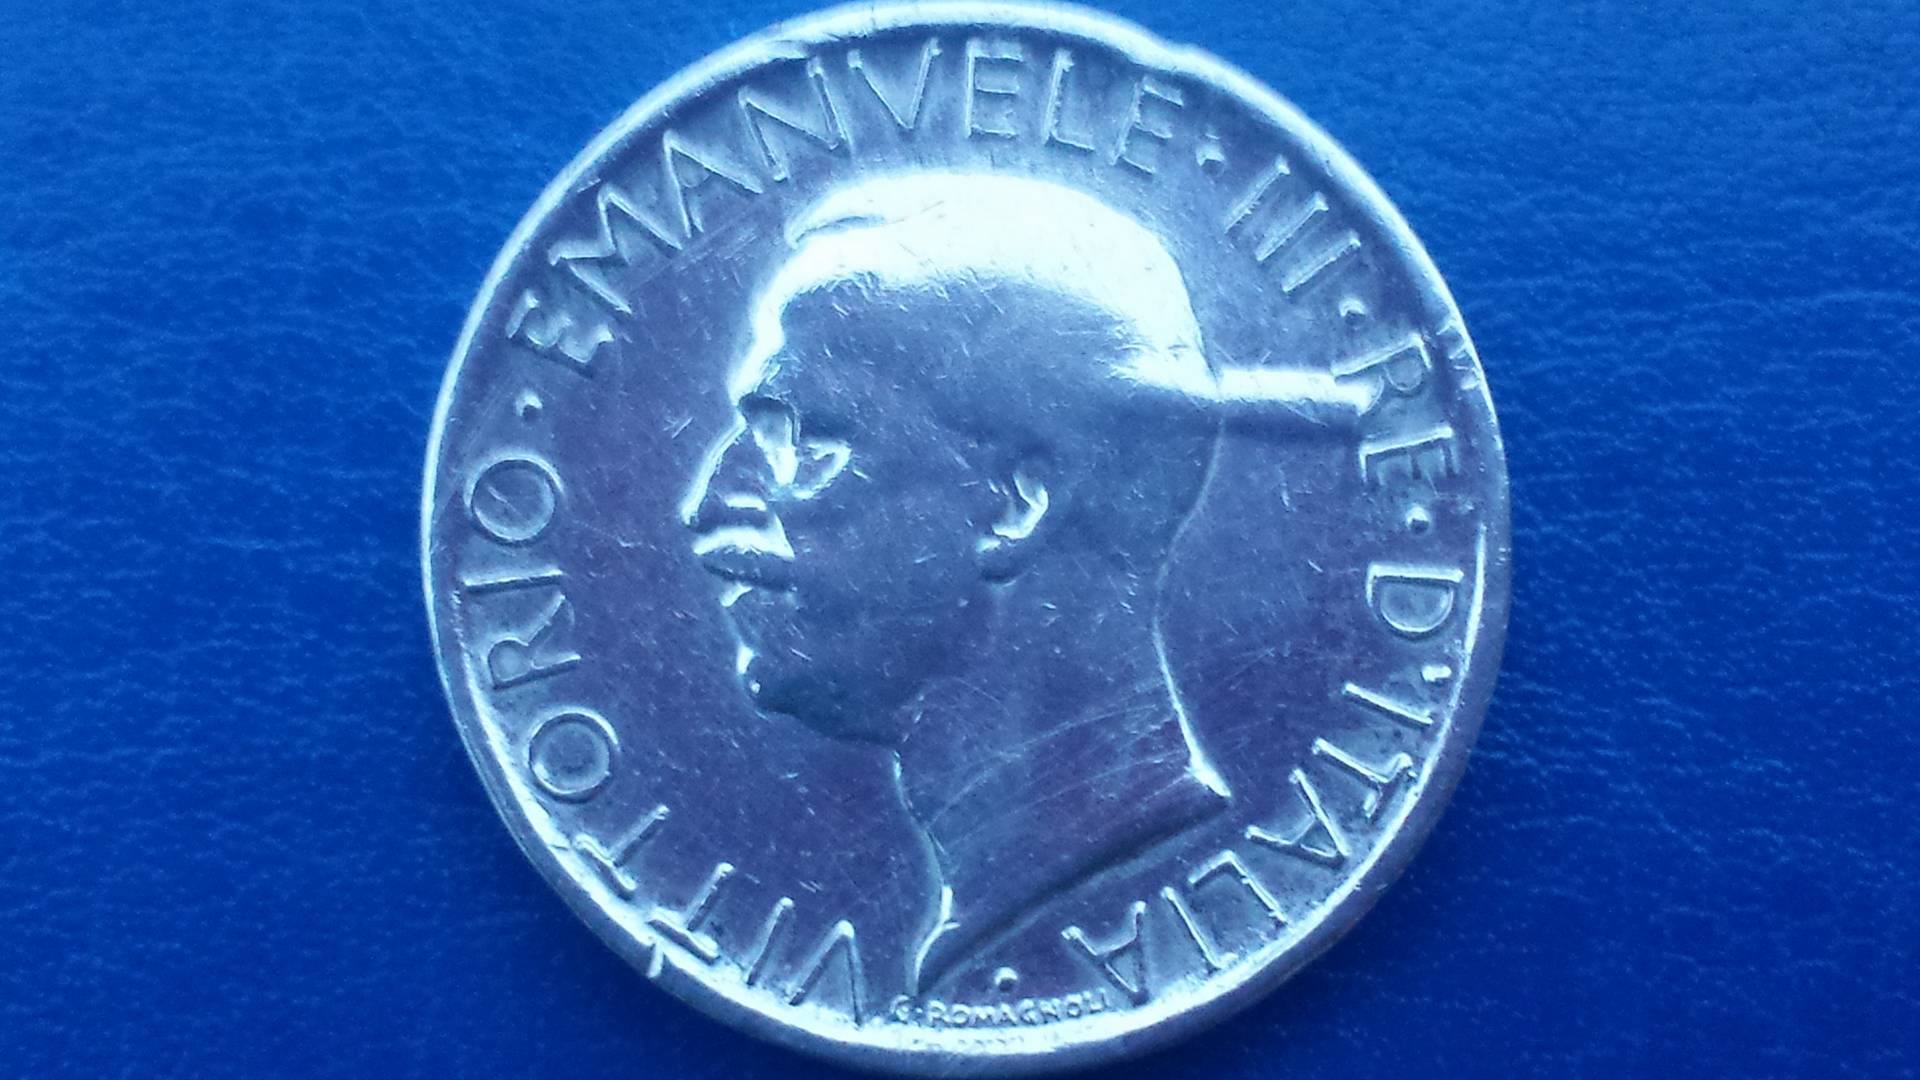 VITTORIO · EMANVELE · III · RE · D'ITALIA ·
G. ROMAGNOLI